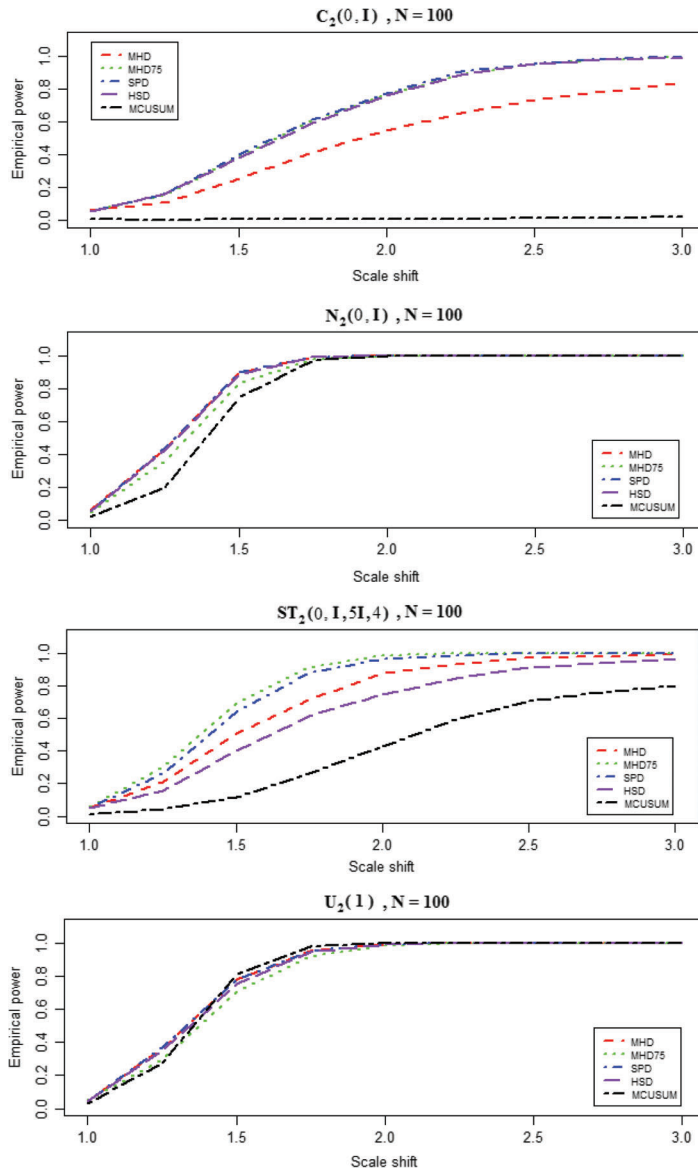 C₂(0, I) , N = 100
Empirical power
0.0 0.2 0.4 0.6 0.8 1.0
MHD
MHD75
SPD
HSD
MCUSUM
1.0 1.5 2.0 2.5 3.0
Scale shift
N₂(0, I) , N = 100
Empirical power
0.0 0.2 0.4 0.6 0.8 1.0
MHD
MHD75
SPD
HSD
MCUSUM
1.0 1.5 2.0 2.5 3.0
Scale shift
ST₂(0, I,5I,4) , N = 100
Empirical power
0.0 0.2 0.4 0.6 0.8 1.0
MHD
MHD75
SPD
HSD
MCUSUM
1.0 1.5 2.0 2.5 3.0
Scale shift
U₂(1) , N = 100
Empirical power
0.0 0.2 0.4 0.6 0.8 1.0
MHD
MHD75
SPD
HSD
MCUSUM
1.0 1.5 2.0 2.5 3.0
Scale shift